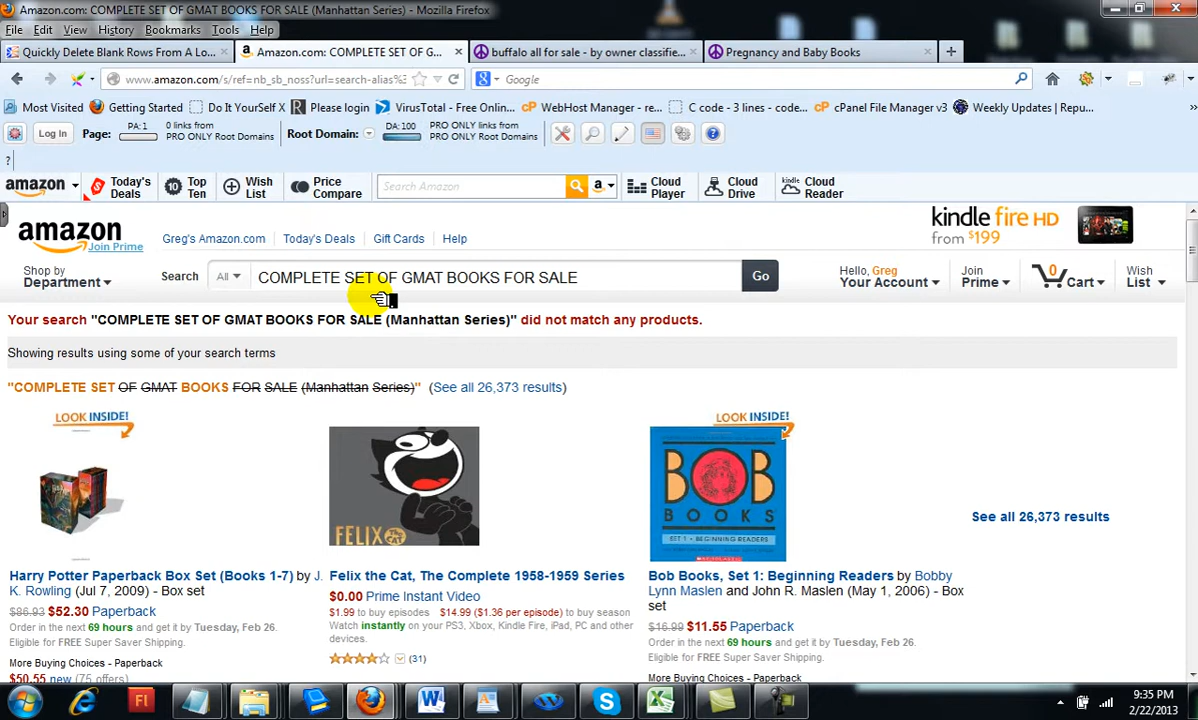 Amazon.com: COMPLETE SET OF GMAT BOOKS FOR SALE (Manhattan Series) - Mozilla Firefox
File Edit View History Bookmarks Tools Help
Quickly Delete Blank Rows From A Lo... Amazon.com: COMPLETE SET OF G... buffalo all for sale - by owner classifie... Pregnancy and Baby Books
www.amazon.com/s/ref=nb_sb_noss?url=search-alias%3 Google
Most Visited Getting Started Do It YourSelf X Please login VirusTotal - Free Onlin... WebHost Manager - re... C code - 3 lines - code... cPanel File Manager v3 Weekly Updates | Repu...
Log In Page: PA: 1 0 links from PRO ONLY Root Domains Root Domain: DA: 100 PRO ONLY links from PRO ONLY Root Domains
?
amazon Today's Deals 10 Top Ten Wish List Price Compare Search Amazon a Cloud Player Cloud Drive kindle Cloud Reader
amazon Join Prime Greg's Amazon.com Today's Deals Gift Cards Help kindle fire HD from $199
Shop by Department Search All COMPLETE SET OF GMAT BOOKS FOR SALE Go Hello, Greg Your Account Join Prime 0 Cart Wish List
Your search "COMPLETE SET OF GMAT BOOKS FOR SALE (Manhattan Series)" did not match any products.
Showing results using some of your search terms
"COMPLETE SET OF GMAT BOOKS FOR SALE (Manhattan Series)" (See all 26,373 results)
LOOK INSIDE! LOOK INSIDE!
FELIX
BOB
BOOKS
SET 1 - BEGINNING READERS
SCHOLASTIC
See all 26,373 results
Harry Potter Paperback Box Set (Books 1-7) by J. K. Rowling (Jul 7, 2009) - Box set
$86.93 $52.30 Paperback
Order in the next 69 hours and get it by Tuesday, Feb 26.
Eligible for FREE Super Saver Shipping.
More Buying Choices - Paperback
$50.55 new (75 offers)
Felix the Cat, The Complete 1958-1959 Series
$0.00 Prime Instant Video
$1.99 to buy episodes $14.99 ($1.36 per episode) to buy season
Watch instantly on your PS3, Xbox, Kindle Fire, iPad, PC and other devices.
(31)
Bob Books, Set 1: Beginning Readers by Bobby Lynn Maslen and John R. Maslen (May 1, 2006) - Box set
$16.99 $11.55 Paperback
Order in the next 69 hours and get it by Tuesday, Feb 26.
Eligible for FREE Super Saver Shipping.
More Buying Choices - Paperback
9:35 PM
2/22/2013